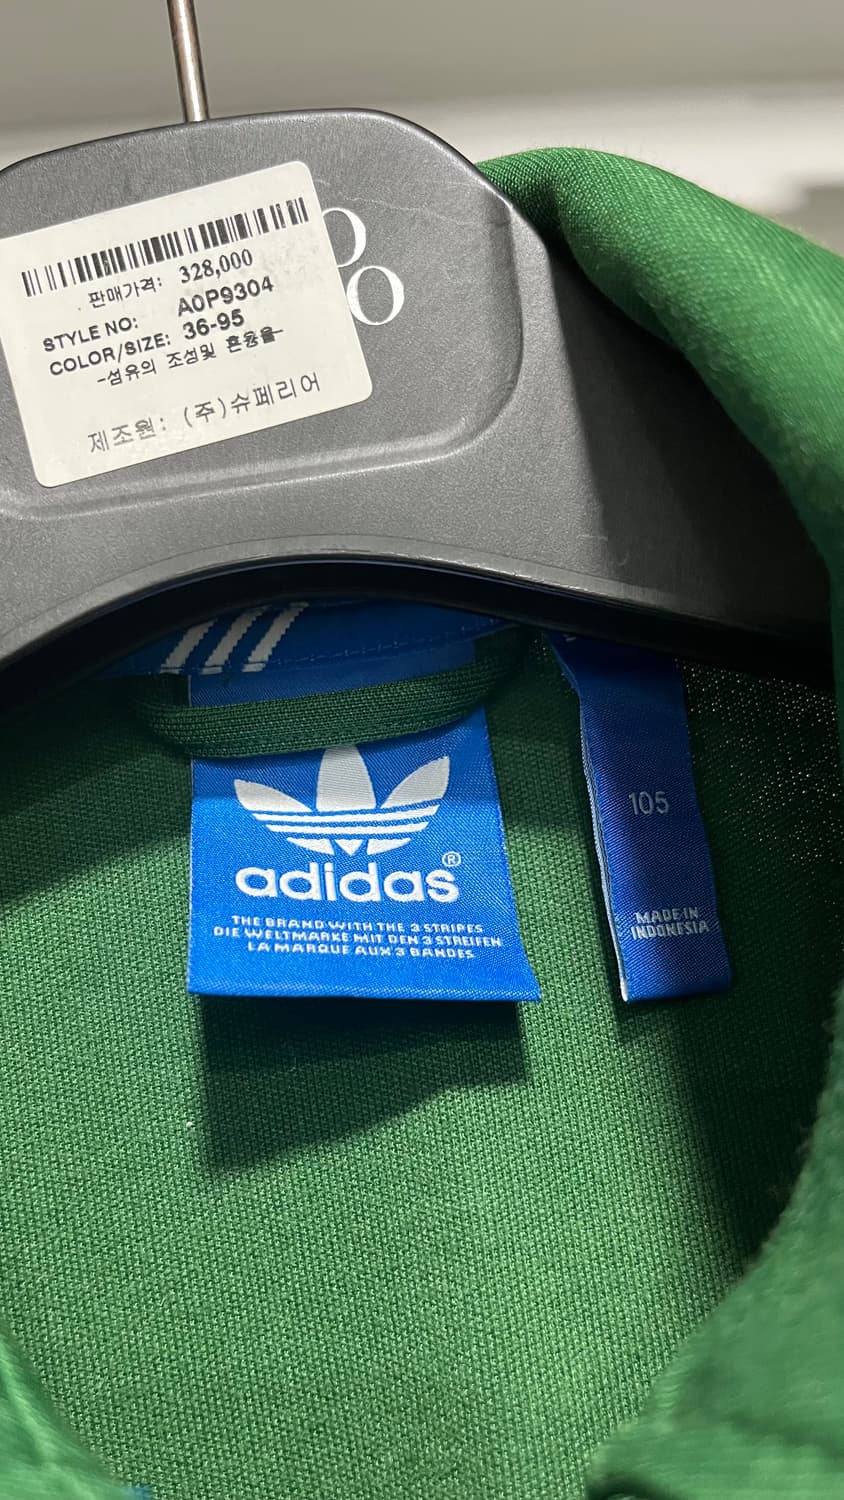 판매가격: 328,000
STYLE NO: A0P9304
COLOR/SIZE: 36-95
-섬유의 조성및 혼용율-
제조원: (주)슈페리어
O
O
adidas®
THE BRAND WITH THE 3 STRIPES
DIE WELTMARKE MIT DEN 3 STREIFEN
LA MARQUE AUX 3 BANDES
105
MADE IN
INDONESIA